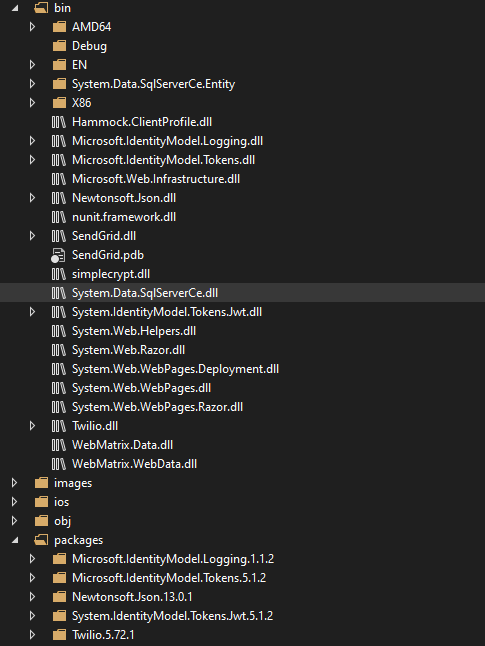 bin
AMD64
Debug
EN
System.Data.SqlServerCe.Entity
X86
Hammock.ClientProfile.dll
Microsoft.IdentityModel.Logging.dll
Microsoft.IdentityModel.Tokens.dll
Microsoft.Web.Infrastructure.dll
Newtonsoft.Json.dll
nunit.framework.dll
SendGrid.dll
SendGrid.pdb
simplecrypt.dll
System.Data.SqlServerCe.dll
System.IdentityModel.Tokens.Jwt.dll
System.Web.Helpers.dll
System.Web.Razor.dll
System.Web.WebPages.Deployment.dll
System.Web.WebPages.dll
System.Web.WebPages.Razor.dll
Twilio.dll
WebMatrix.Data.dll
WebMatrix.WebData.dll
images
ios
obj
packages
Microsoft.IdentityModel.Logging.1.1.2
Microsoft.IdentityModel.Tokens.5.1.2
Newtonsoft.Json.13.0.1
System.IdentityModel.Tokens.Jwt.5.1.2
Twilio.5.72.1